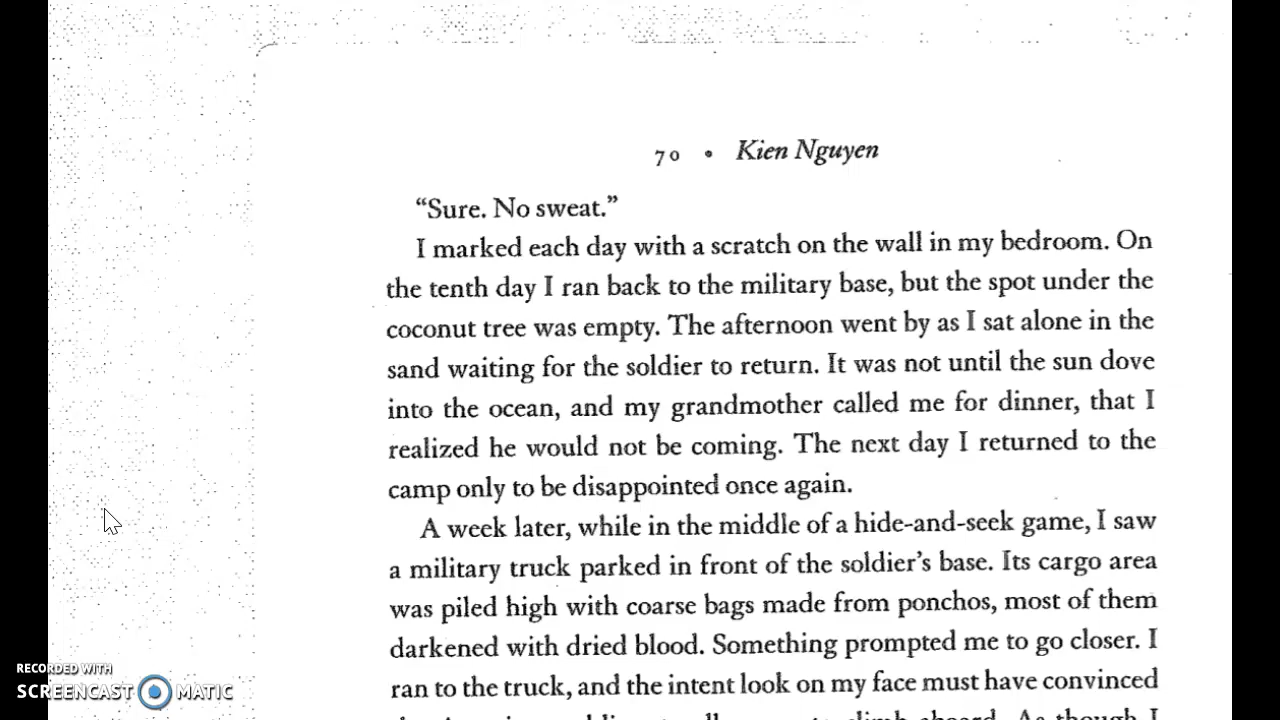 70 • Kien Nguyen
“Sure. No sweat.”
I marked each day with a scratch on the wall in my bedroom. On
the tenth day I ran back to the military base, but the spot under the
coconut tree was empty. The afternoon went by as I sat alone in the
sand waiting for the soldier to return. It was not until the sun dove
into the ocean, and my grandmother called me for dinner, that I
realized he would not be coming. The next day I returned to the
camp only to be disappointed once again.
A week later, while in the middle of a hide-and-seek game, I saw
a military truck parked in front of the soldier’s base. Its cargo area
was piled high with coarse bags made from ponchos, most of them
darkened with dried blood. Something prompted me to go closer. I
ran to the truck, and the intent look on my face must have convinced
climb aboard. As though I
RECORDED WITH
SCREENCAST MATIC